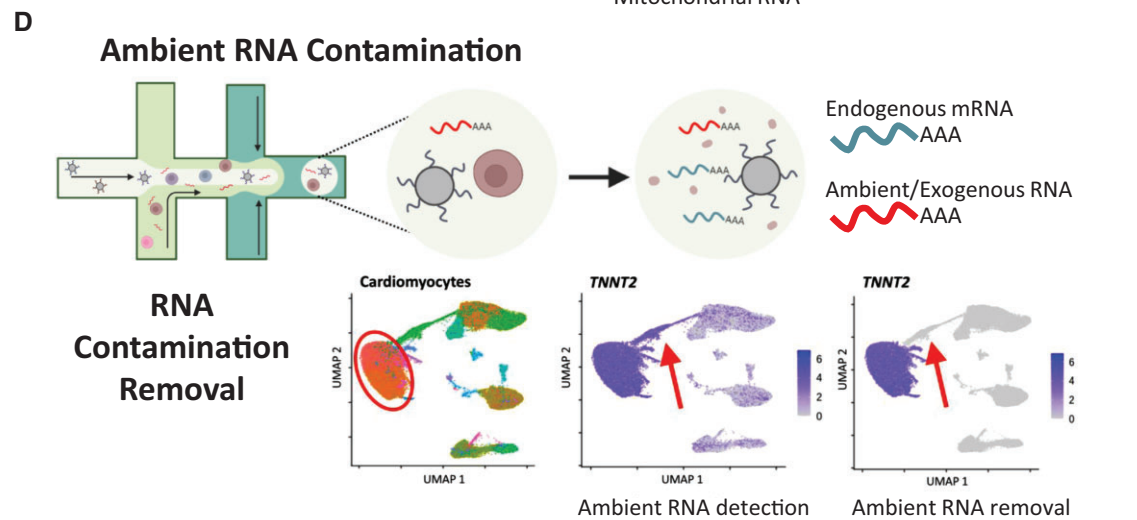 Mitochondrial RNA
D
Ambient RNA Contamination
AAA
AAA
AAA
AAA
Endogenous mRNA
AAA
Ambient/Exogenous RNA
AAA
RNA
Contamination
Removal
Cardiomyocytes
UMAP 2
UMAP 1
TNNT2
UMAP 2
UMAP 1
6
4
2
0
Ambient RNA detection
TNNT2
UMAP 2
UMAP 1
6
4
2
0
Ambient RNA removal